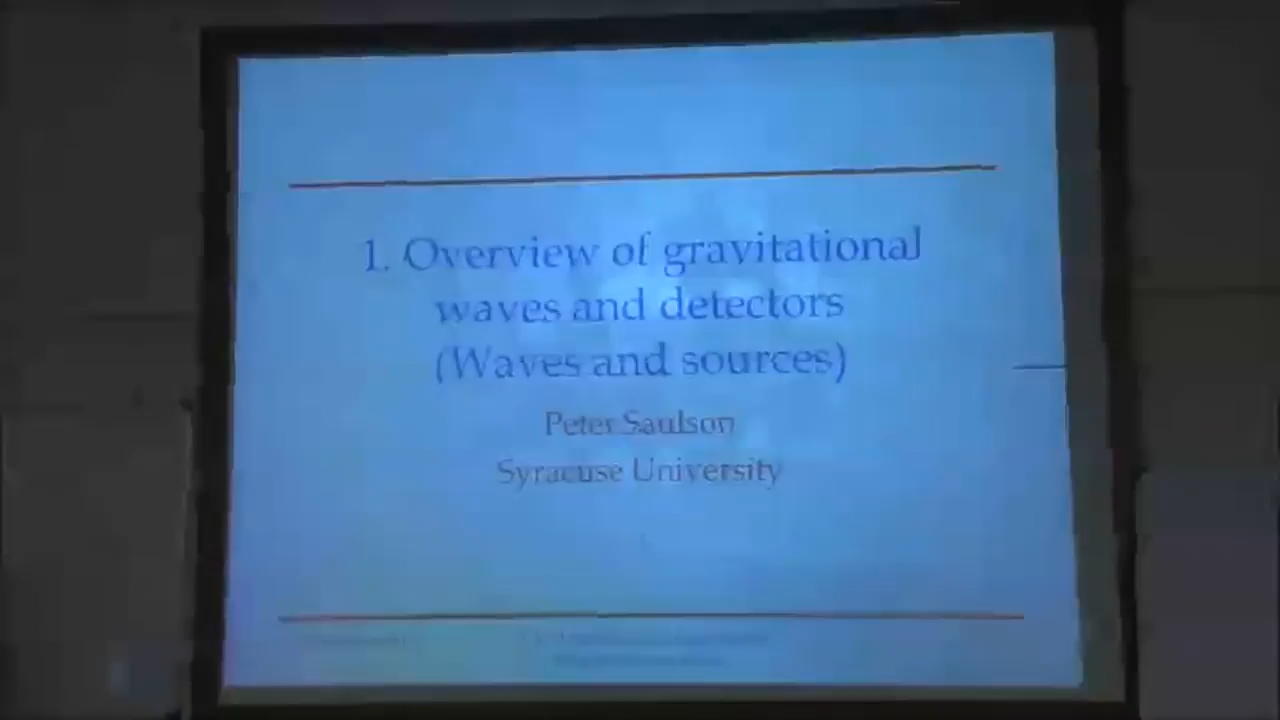 1. Overview of gravitational
waves and detectors
(Waves and sources)
Peter Saulson
Syracuse University